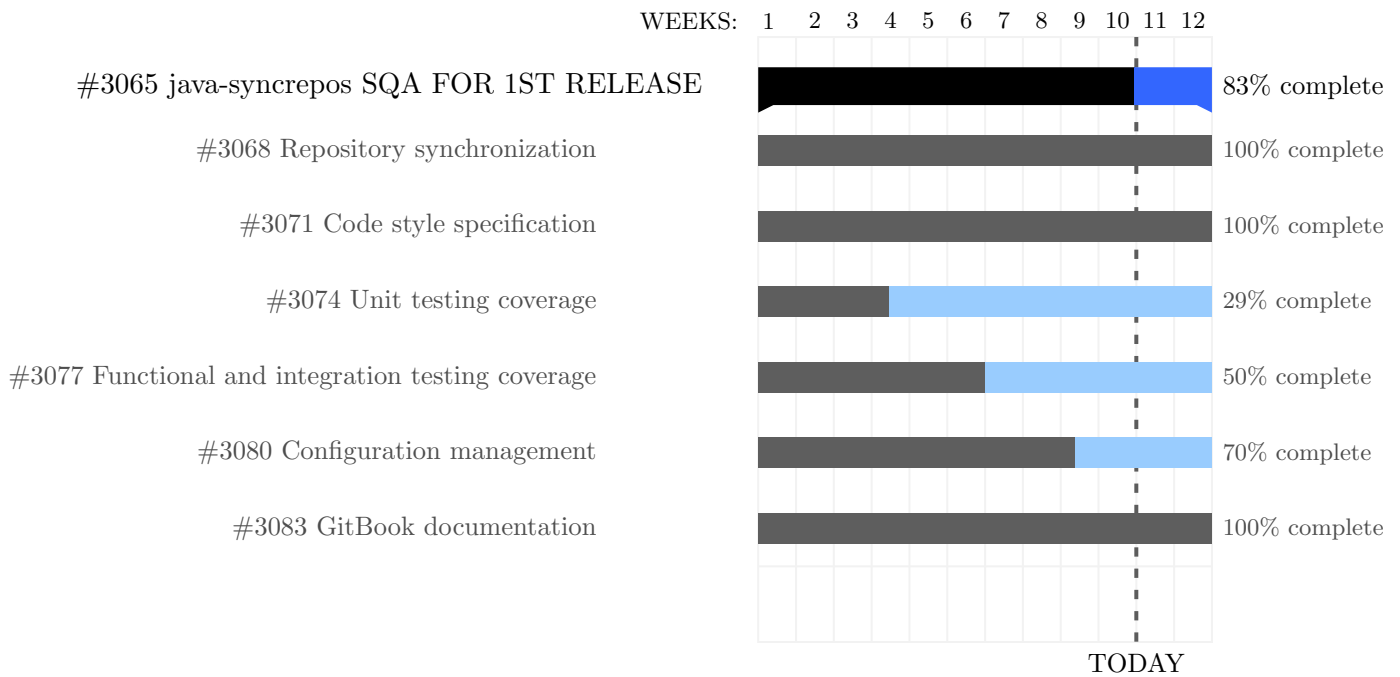 WEEKS: 1 2 3 4 5 6 7 8 9 10 11 12
#3065 java-syncrepos SQA FOR 1ST RELEASE 83% complete
#3068 Repository synchronization 100% complete
#3071 Code style specification 100% complete
#3074 Unit testing coverage 29% complete
#3077 Functional and integration testing coverage 50% complete
#3080 Configuration management 70% complete
#3083 GitBook documentation 100% complete
TODAY